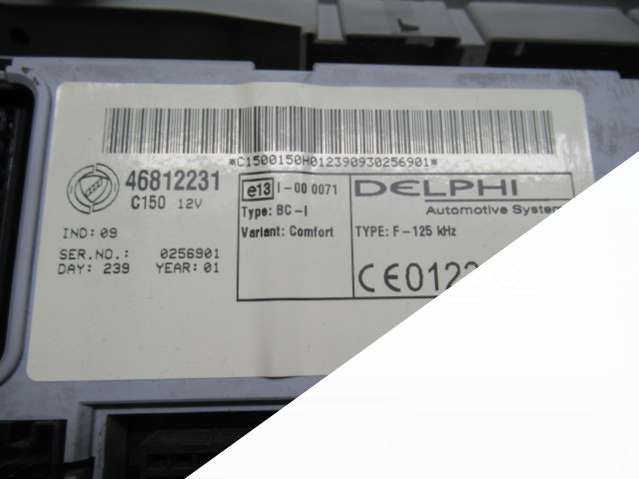 *C1500150H012390930256901*
46812231
C150 12V
IND: 09
SER.NO.: 0256901
DAY: 239 YEAR: 01
e13 I-00 0071
Type: BC-I
Variant: Comfort
DELPHI
Automotive System
TYPE: F-125 kHz